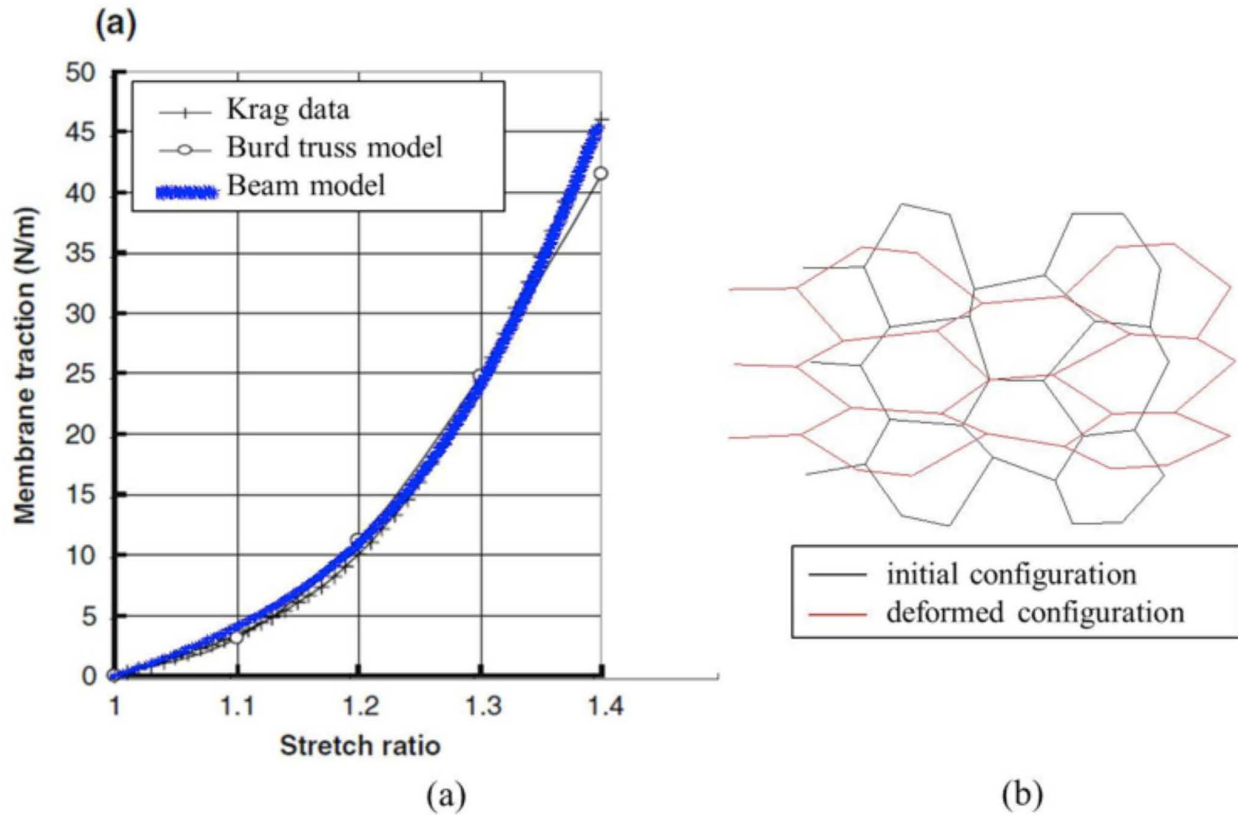 (a)
50
45
40
35
30
25
20
15
10
5
0
Membrane traction (N/m)
Krag data
Burd truss model
Beam model
1 1.1 1.2 1.3 1.4
Stretch ratio
(a)
initial configuration
deformed configuration
(b)